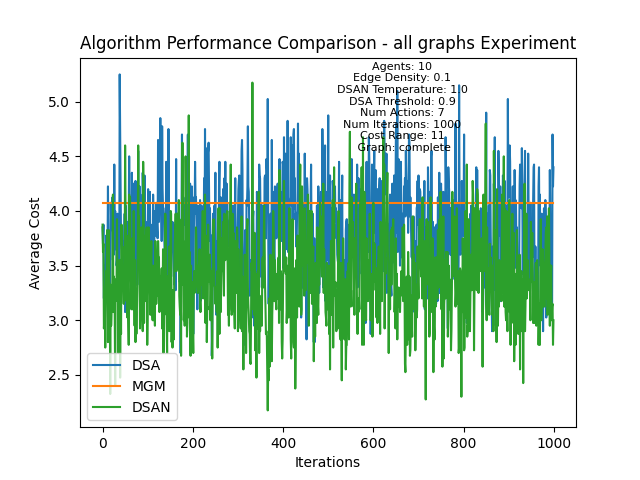 Algorithm Performance Comparison - all graphs Experiment
Agents: 10
Edge Density: 0.1
DSAN Temperature: 1.0
DSA Threshold: 0.9
Num Actions: 7
Num Iterations: 1000
Cost Range: 11
Graph: complete
Average Cost
5.0
4.5
4.0
3.5
3.0
2.5
DSA
MGM
DSAN
0
200
400
600
800
1000
Iterations